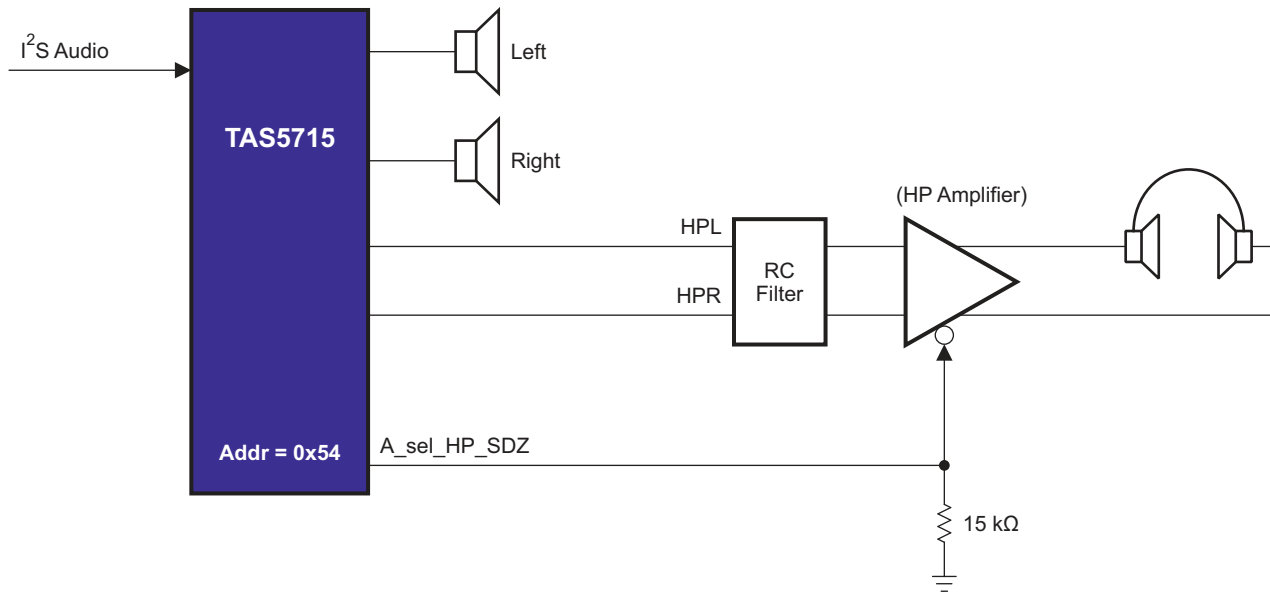 I²S Audio
TAS5715
Addr = 0x54
Left
Right
HPL
HPR
RC
Filter
(HP Amplifier)
A_sel_HP_SDZ
15 kΩ